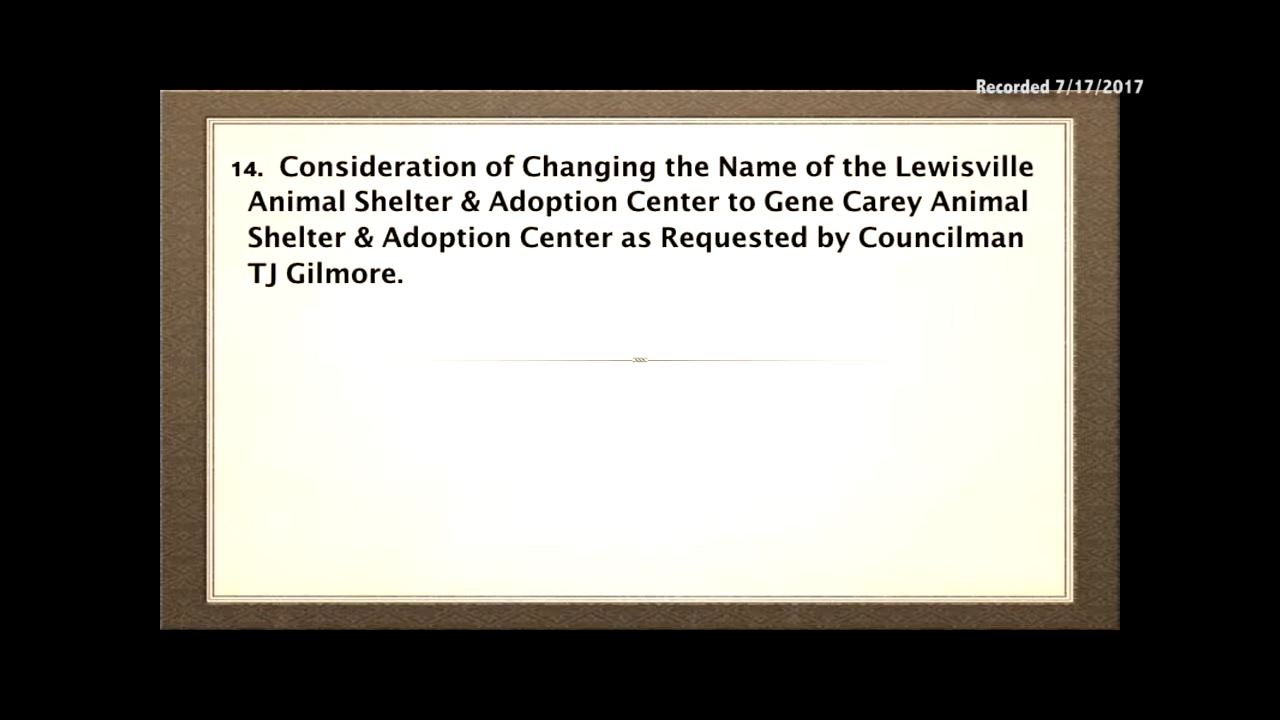 Recorded 7/17/2017
14. Consideration of Changing the Name of the Lewisville
Animal Shelter & Adoption Center to Gene Carey Animal
Shelter & Adoption Center as Requested by Councilman
TJ Gilmore.